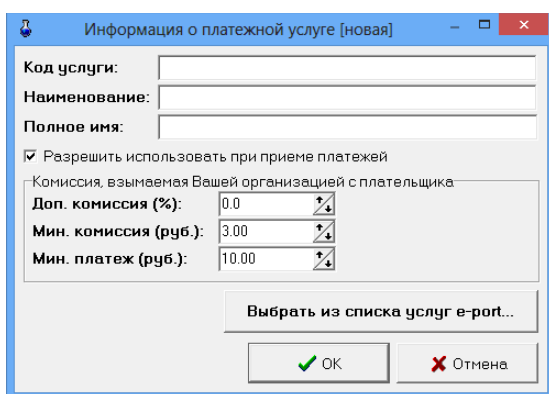 Информация о платежной услуге [новая]
Код услуги:
Наименование:
Полное имя:
Разрешить использовать при приеме платежей
Комиссия, взымаемая Вашей организацией с плательщика
Доп. комиссия (%): 0.0
Мин. комиссия (руб.): 3.00
Мин. платеж (руб.): 10.00
Выбрать из списка услуг e-port...
OK Отмена